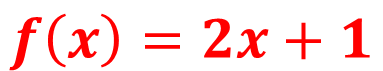 f(x) = 2x + 1